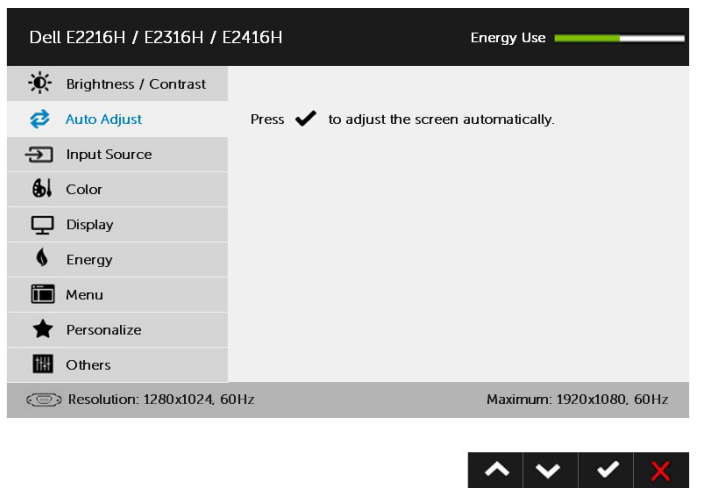 Dell E2216H / E2316H / E2416H
Energy Use
Brightness / Contrast
Auto Adjust
Press ✔ to adjust the screen automatically.
Input Source
Color
Display
Energy
Menu
Personalize
Others
Resolution: 1280x1024, 60Hz
Maximum: 1920x1080, 60Hz